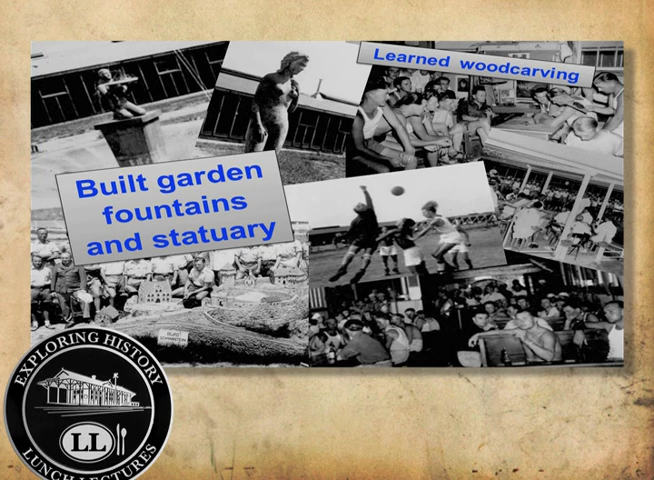 Learned woodcarving
Built garden
fountains
and statuary
EXPLORING HISTORY
LL
LUNCH LECTURES